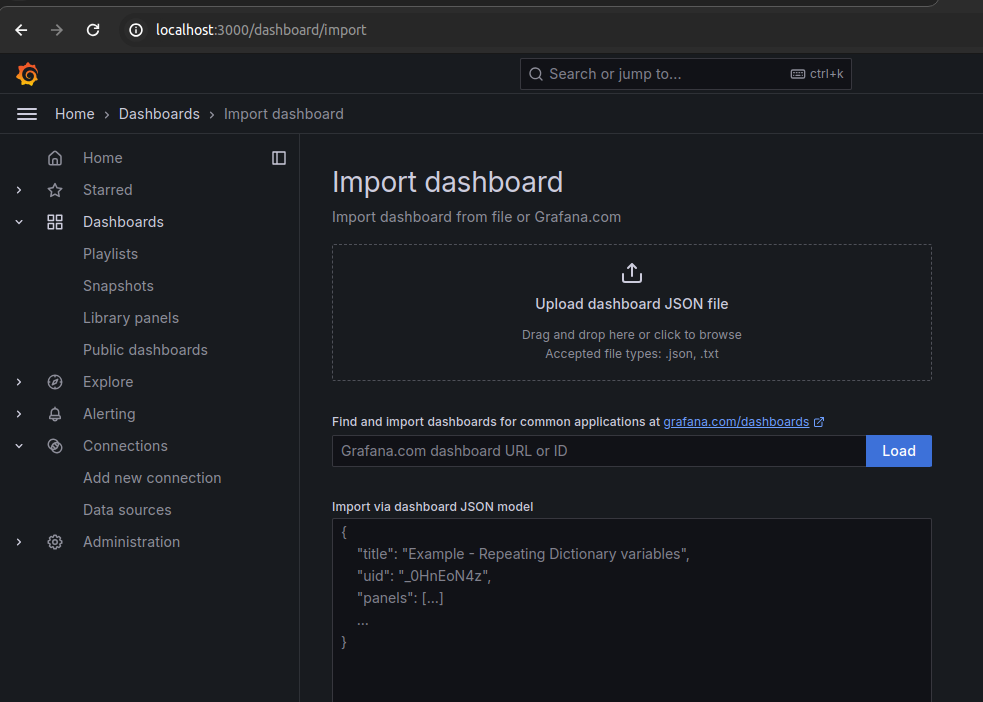 localhost:3000/dashboard/import
Search or jump to... ctrl+k
Home › Dashboards › Import dashboard
Home
Starred
Dashboards
Playlists
Snapshots
Library panels
Public dashboards
Explore
Alerting
Connections
Add new connection
Data sources
Administration
Import dashboard
Import dashboard from file or Grafana.com
Upload dashboard JSON file
Drag and drop here or click to browse
Accepted file types: .json, .txt
Find and import dashboards for common applications at grafana.com/dashboards
Grafana.com dashboard URL or ID Load
Import via dashboard JSON model
{
"title": "Example - Repeating Dictionary variables",
"uid": "_0HnEoN4z",
"panels": [...]
...
}